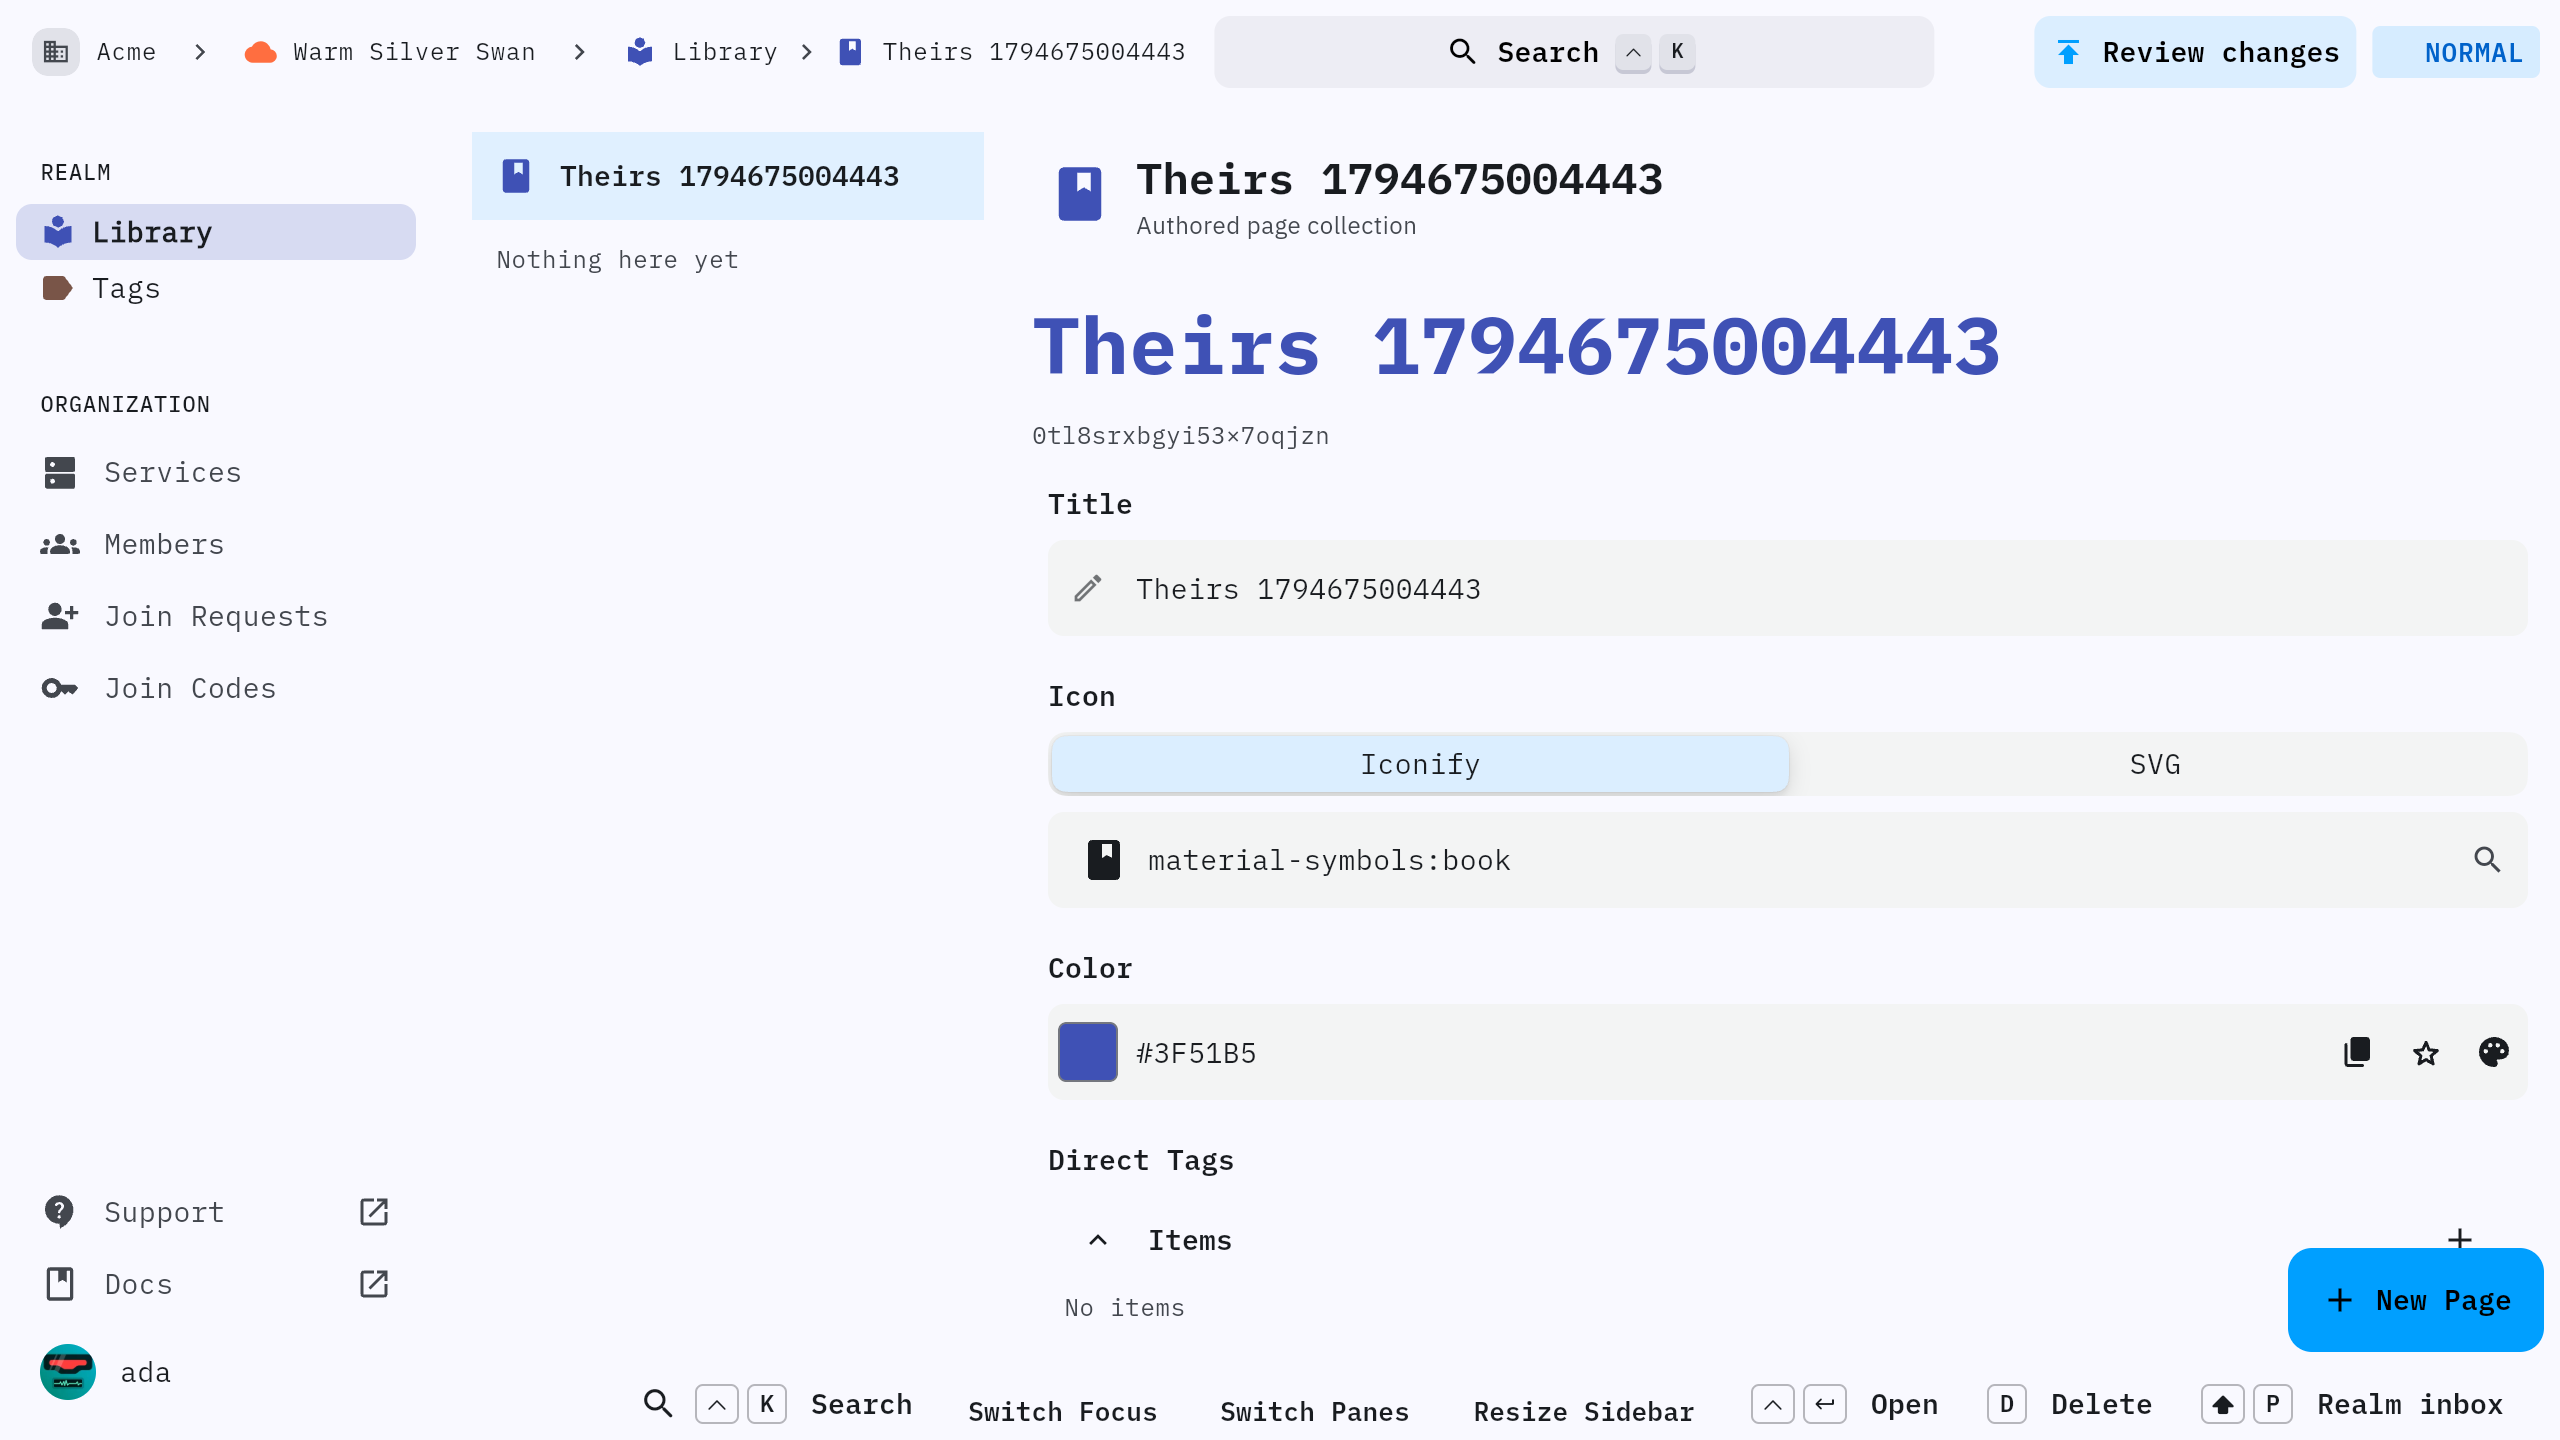 Acme
Warm Silver Swan
Library
Theirs 1794675004443
Search ^ K
Review changes
NORMAL
REALM
Library
Tags
ORGANIZATION
Services
Members
Join Requests
Join Codes
Support
Docs
ada
Theirs 1794675004443
Nothing here yet
Theirs 1794675004443
Authored page collection
Theirs 1794675004443
0tl8srxbgyi53×7oqjzn
Title
Theirs 1794675004443
Icon
Iconify
SVG
material-symbols:book
Color
#3F51B5
Direct Tags
Items
No items
New Page
^ K Search
Switch Focus
Switch Panes
Resize Sidebar
^ ↵ Open
D Delete
P Realm inbox